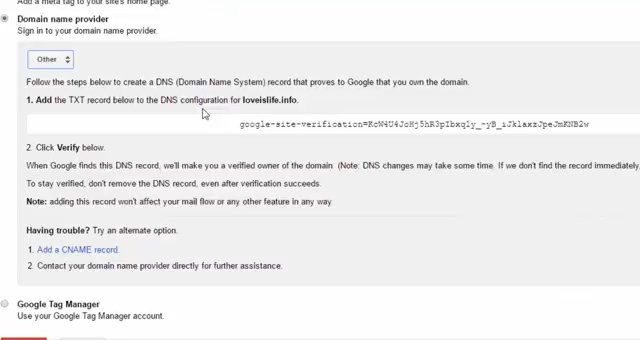 Add a meta tag to your site's home page.
Domain name provider
Sign in to your domain name provider.
Other
Follow the steps below to create a DNS (Domain Name System) record that proves to Google that you own the domain.
1. Add the TXT record below to the DNS configuration for loveislife.info.
google-site-verification=KoW4U4JoHj5hR3pIbxqly_-yB_iJklaxzJpeJmKNB2w
2. Click Verify below.
When Google finds this DNS record, we'll make you a verified owner of the domain. (Note: DNS changes may take some time. If we don't find the record immediately,
To stay verified, don't remove the DNS record, even after verification succeeds.
Note: adding this record won't affect your mail flow or any other feature in any way.
Having trouble? Try an alternate option.
1. Add a CNAME record.
2. Contact your domain name provider directly for further assistance.
Google Tag Manager
Use your Google Tag Manager account.